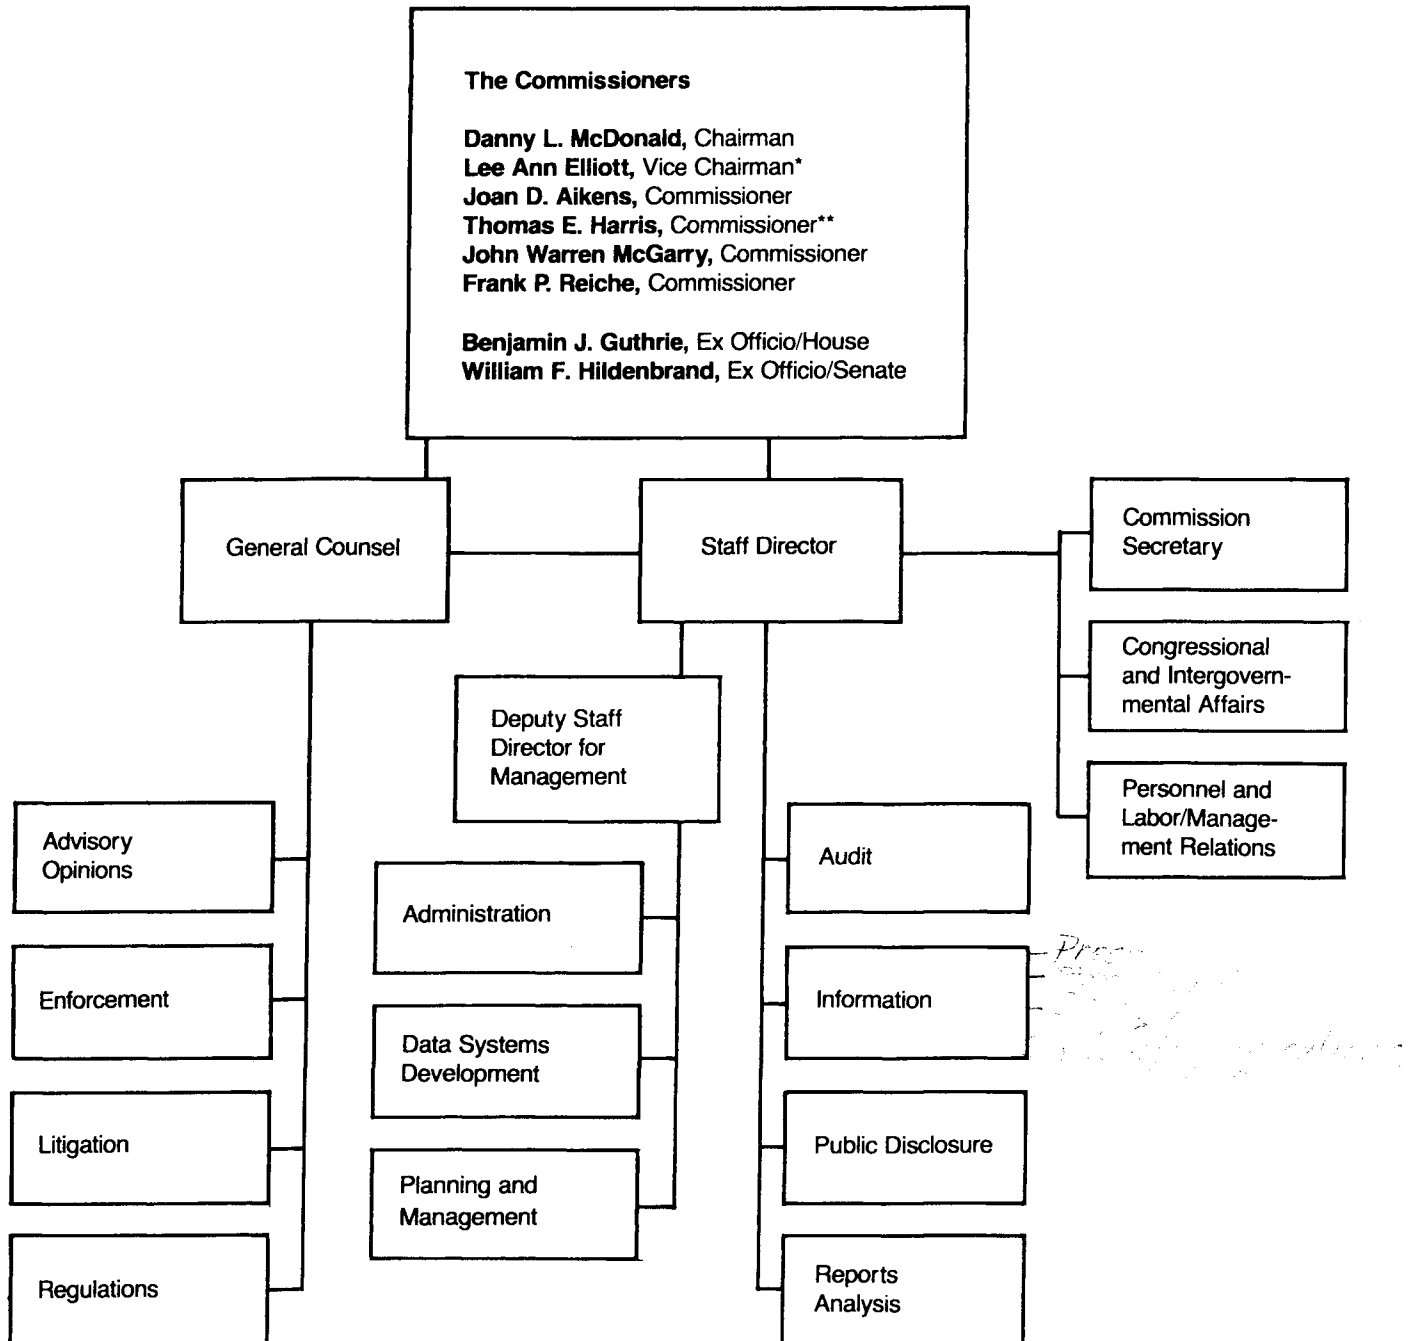 The Commissioners
Danny L. McDonald, Chairman
Lee Ann Elliott, Vice Chairman*
Joan D. Aikens, Commissioner
Thomas E. Harris, Commissioner**
John Warren McGarry, Commissioner
Frank P. Reiche, Commissioner
Benjamin J. Guthrie, Ex Officio/House
William F. Hildenbrand, Ex Officio/Senate
General Counsel
Staff Director
Commission
Secretary
Congressional
and Intergovern-
mental Affairs
Personnel and
Labor/Manage-
ment Relations
Deputy Staff
Director for
Management
Advisory
Opinions
Enforcement
Litigation
Regulations
Administration
Data Systems
Development
Planning and
Management
Audit
Information
Public Disclosure
Reports
Analysis